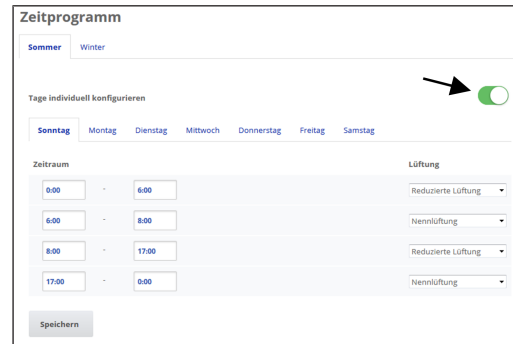 Zeitprogramm
Sommer Winter
Tage individuell konfigurieren
Sonntag Montag Dienstag Mittwoch Donnerstag Freitag Samstag
Zeitraum Lüftung
0:00 - 6:00 Reduzierte Lüftung
6:00 - 8:00 Nennlüftung
8:00 - 17:00 Reduzierte Lüftung
17:00 - 0:00 Nennlüftung
Speichern